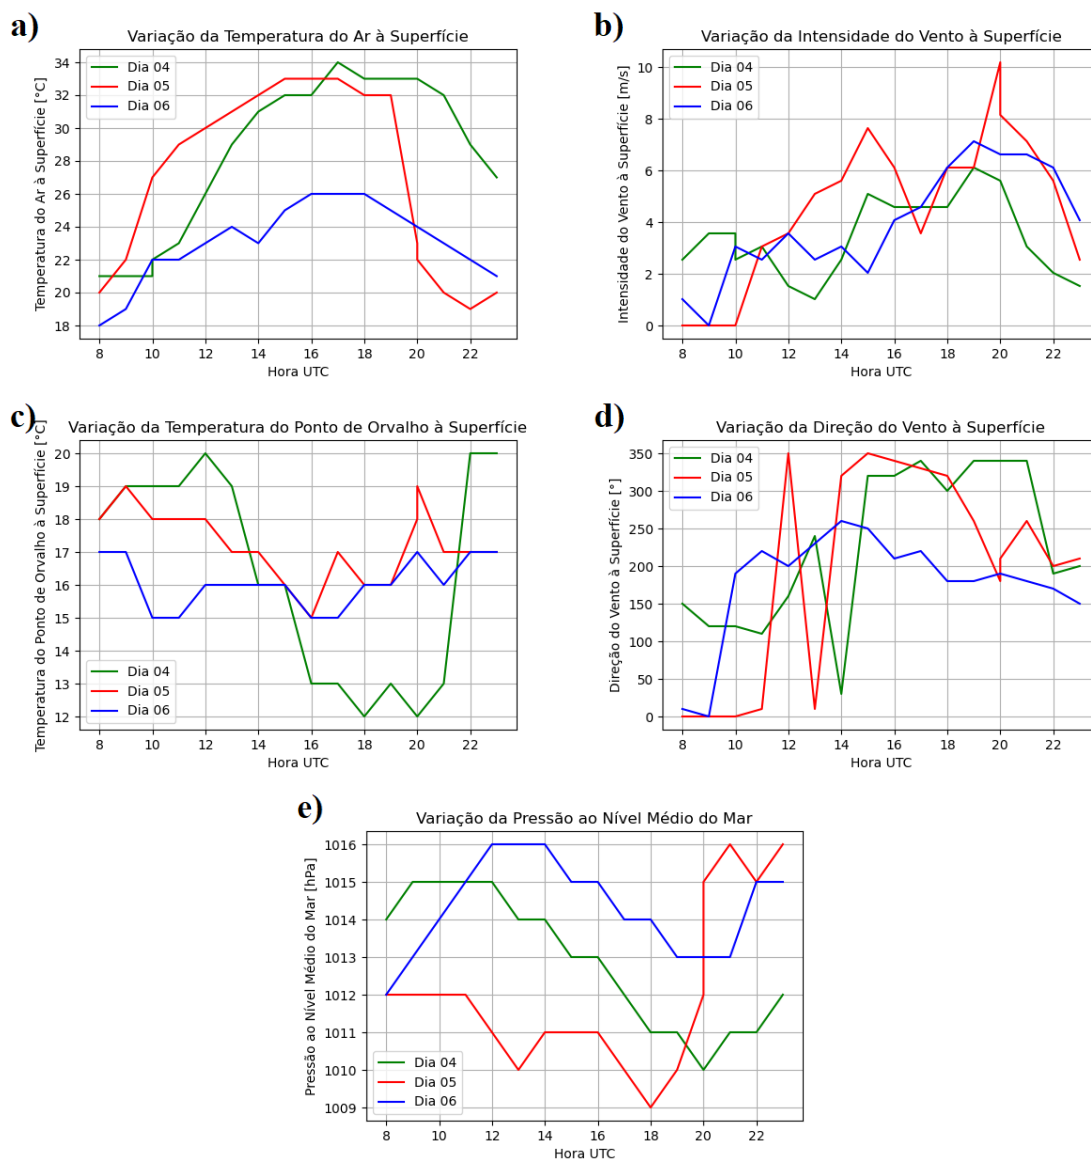 a)
Variação da Temperatura do Ar à Superfície
Temperatura do Ar à Superfície [°C]
34
32
30
28
26
24
22
20
18
Dia 04
Dia 05
Dia 06
8 10 12 14 16 18 20 22
Hora UTC
b)
Variação da Intensidade do Vento à Superfície
Intensidade do Vento à Superfície [m/s]
10
8
6
4
2
0
Dia 04
Dia 05
Dia 06
8 10 12 14 16 18 20 22
Hora UTC
c)
Variação da Temperatura do Ponto de Orvalho à Superfície
Temperatura do Ponto de Orvalho à Superfície [°C]
20
19
18
17
16
15
14
13
12
Dia 04
Dia 05
Dia 06
8 10 12 14 16 18 20 22
Hora UTC
d)
Variação da Direção do Vento à Superfície
Direção do Vento à Superfície [°]
350
300
250
200
150
100
50
0
Dia 04
Dia 05
Dia 06
8 10 12 14 16 18 20 22
Hora UTC
e)
Variação da Pressão ao Nível Médio do Mar
Pressão ao Nível Médio do Mar [hPa]
1016
1015
1014
1013
1012
1011
1010
1009
Dia 04
Dia 05
Dia 06
8 10 12 14 16 18 20 22
Hora UTC